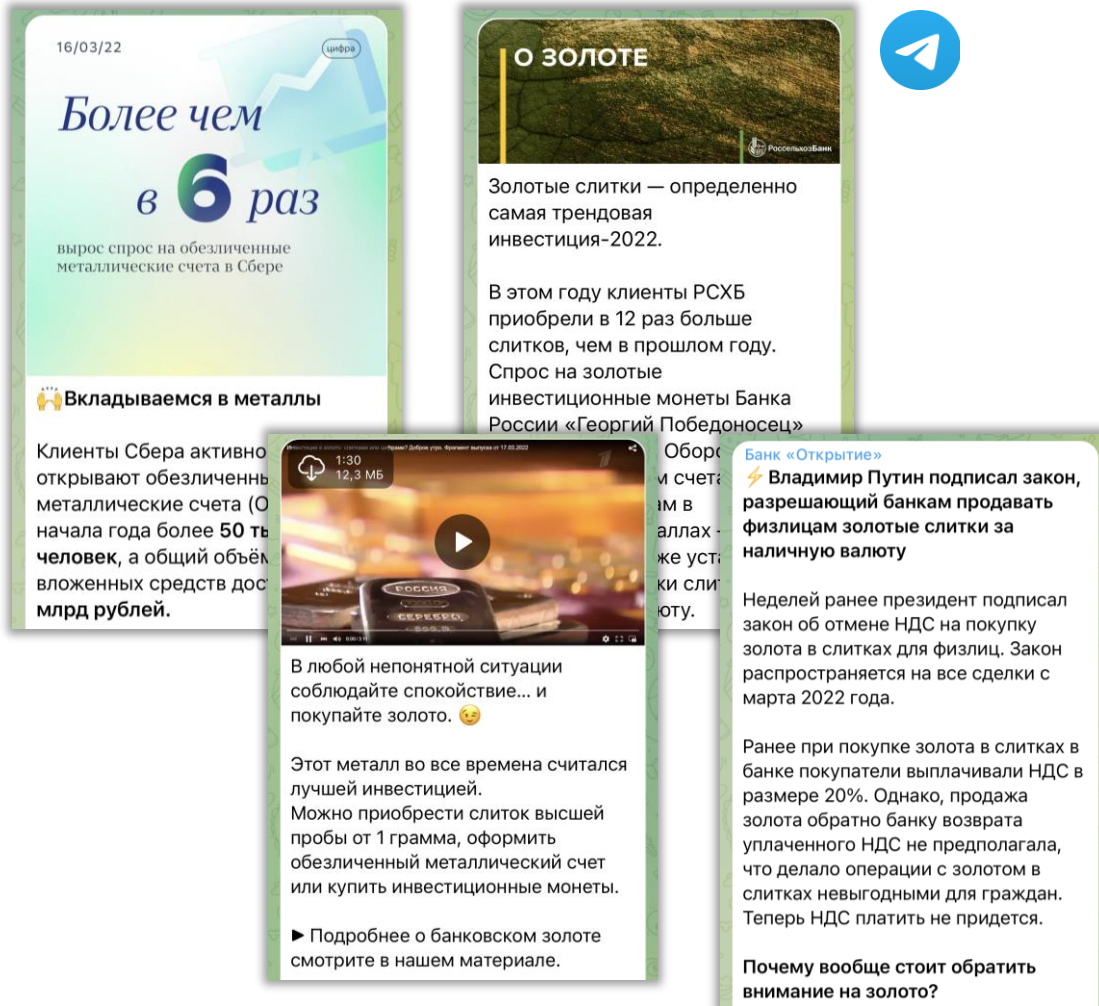 16/03/22
цифра
Более чем
в 6 раз
вырос спрос на обезличенные
металлические счета в Сбере
🙌Вкладываемся в металлы
Клиенты Сбера активно
открывают
металлические счета
начала года более 50
человек, а общий
вложенных средств
млрд рублей.
О ЗОЛОТЕ
РоссельхозБанк
Золотые слитки — определенно
самая трендовая
инвестиция-2022.
В этом году клиенты РСХБ
приобрели в 12 раз больше
слитков, чем в прошлом году.
Спрос на золотые
инвестиционные монеты Банка
России «Георгий Победоносец»
1:30
12,3 МБ
РОССИЯ
СЕРЕБРО
В любой непонятной ситуации
соблюдайте спокойствие... и
покупайте золото. 😉
Этот металл во все времена считался
лучшей инвестицией.
Можно приобрести слиток высшей
пробы от 1 грамма, оформить
обезличенный металлический счет
или купить инвестиционные монеты.
► Подробнее о банковском золоте
смотрите в нашем материале.
Банк «Открытие»
⚡ Владимир Путин подписал закон,
разрешающий банкам продавать
физлицам золотые слитки за
наличную валюту
Неделей ранее президент подписал
закон об отмене НДС на покупку
золота в слитках для физлиц. Закон
распространяется на все сделки с
марта 2022 года.
Ранее при покупке золота в слитках в
банке покупатели выплачивали НДС в
размере 20%. Однако, продажа
золота обратно банку возврата
уплаченного НДС не предполагала,
что делало операции с золотом в
слитках невыгодными для граждан.
Теперь НДС платить не придется.
Почему вообще стоит обратить
внимание на золото?